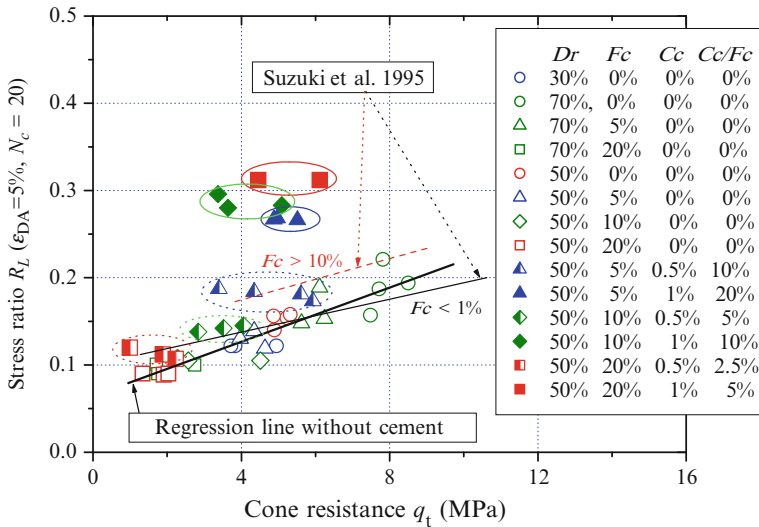 Stress ratio R_L (ε_DA=5%, N_c = 20)
0.5
0.4
0.3
0.2
0.1
0.0
0
4
8
12
16
Cone resistance q_t (MPa)
Suzuki et al. 1995
Fc > 10%
Fc < 1%
Regression line without cement
Dr Fc Cc Cc/Fc
30% 0% 0% 0%
70%, 0% 0% 0%
70% 5% 0% 0%
70% 20% 0% 0%
50% 0% 0% 0%
50% 5% 0% 0%
50% 10% 0% 0%
50% 20% 0% 0%
50% 5% 0.5% 10%
50% 5% 1% 20%
50% 10% 0.5% 5%
50% 10% 1% 10%
50% 20% 0.5% 2.5%
50% 20% 1% 5%